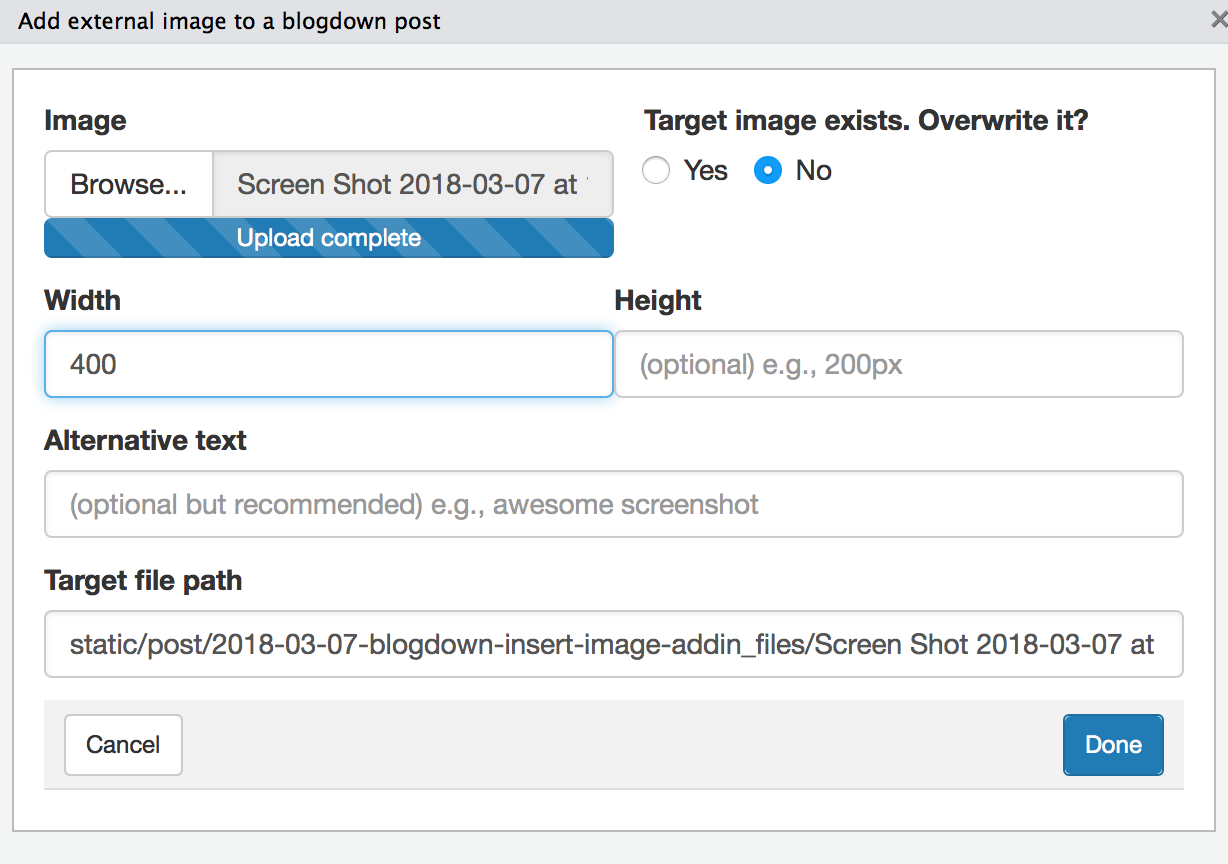 Add external image to a blogdown post
Image
Target image exists. Overwrite it?
Browse...
Screen Shot 2018-03-07 at
Yes
No
Upload complete
Width
Height
400
(optional) e.g., 200px
Alternative text
(optional but recommended) e.g., awesome screenshot
Target file path
static/post/2018-03-07-blogdown-insert-image-addin_files/Screen Shot 2018-03-07 at
Cancel
Done